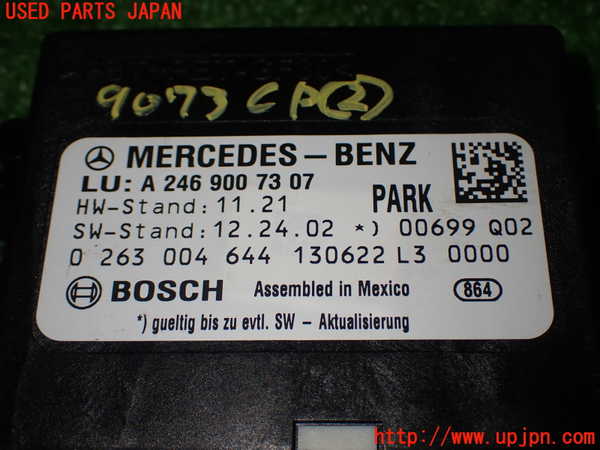 USED PARTS JAPAN
9073 CP(2)
MERCEDES-BENZ
LU: A 246 900 73 07
HW-Stand: 11.21
PARK
SW-Stand: 12.24.02 *) 00699 Q02
0 263 004 644 130622 L3 0000
BOSCH Assembled in Mexico 864
*) gueltig bis zu evtl. SW - Aktualisierung
http://www.upjpn.com/